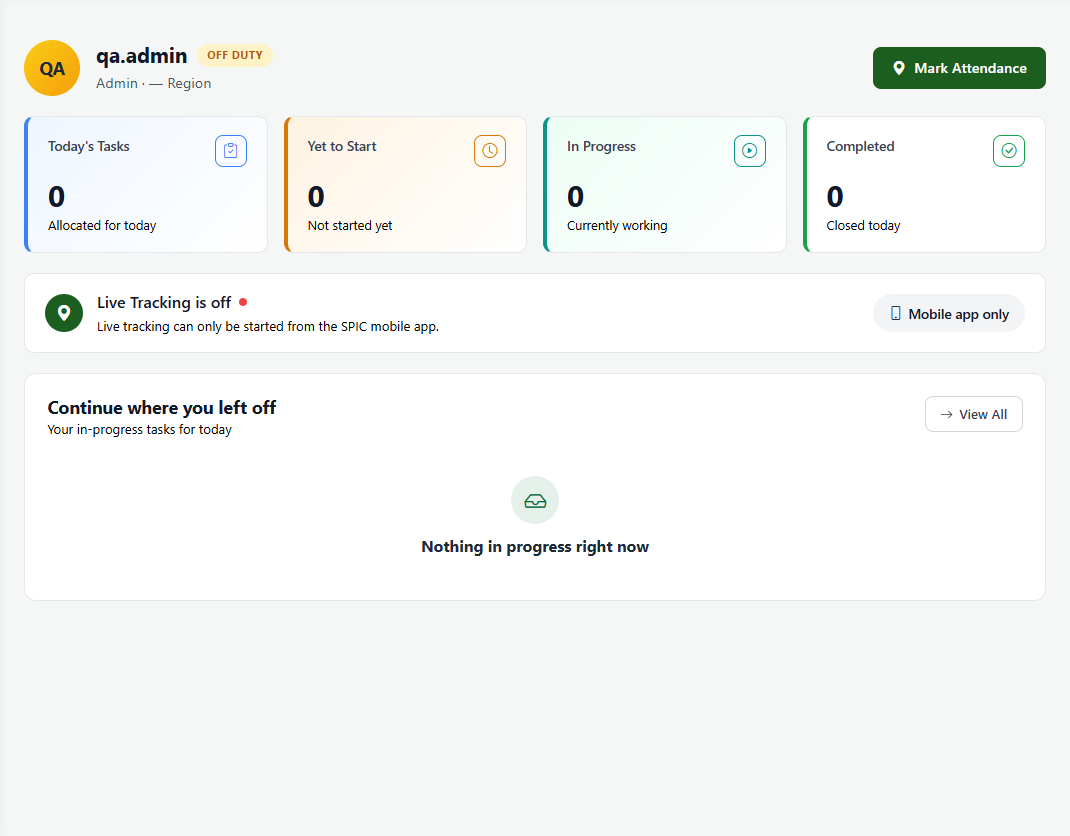 QA
qa.admin OFF DUTY
Admin · — Region
Mark Attendance
Today's Tasks
0
Allocated for today
Yet to Start
0
Not started yet
In Progress
0
Currently working
Completed
0
Closed today
Live Tracking is off
Live tracking can only be started from the SPIC mobile app.
Mobile app only
Continue where you left off
Your in-progress tasks for today
View All
Nothing in progress right now